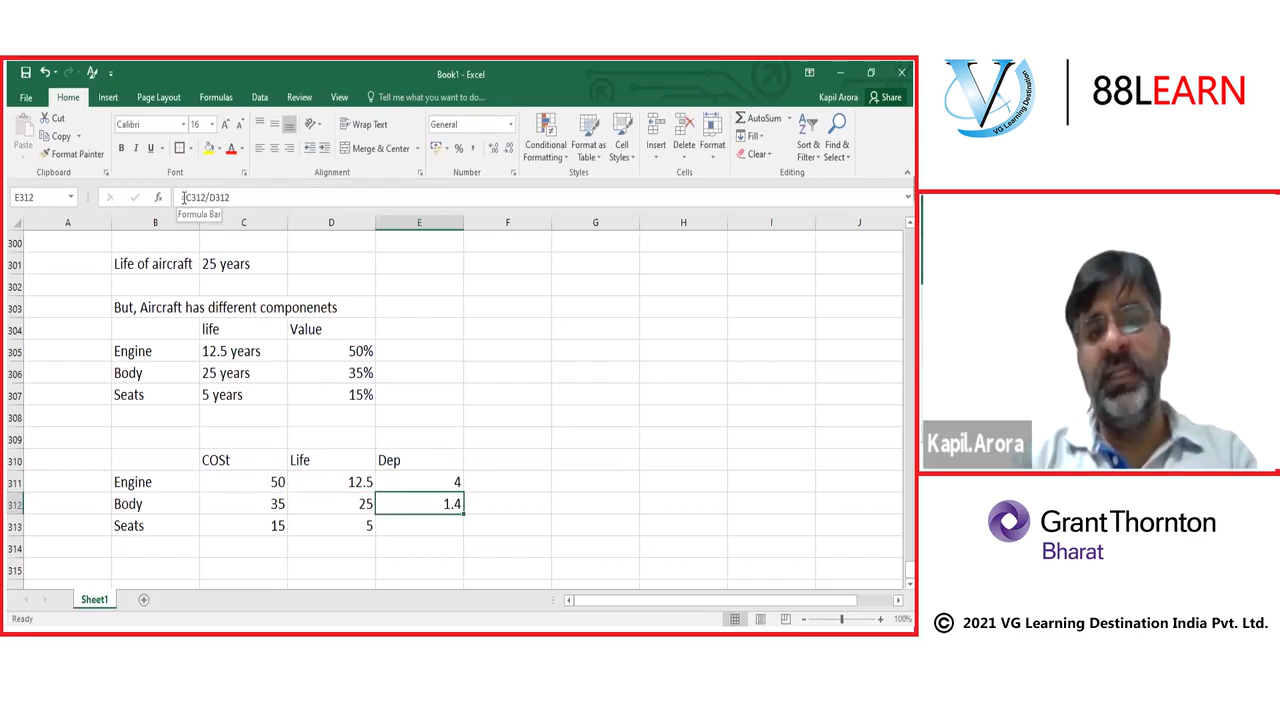 Book1 - Excel
File Home Insert Page Layout Formulas Data Review View Tell me what you want to do... Kapil Arora Share
Paste
Cut
Copy
Format Painter
Clipboard
Calibri 16
B I U
Font
Wrap Text
Merge & Center
Alignment
General
%
Number
Conditional Formatting
Format as Table
Cell Styles
Styles
Insert Delete Format
Cells
AutoSum
Fill
Clear
Sort & Filter
Find & Select
Editing
E312 fx =C312/D312
Formula Bar
A B C D E F G H I J
300
301 Life of aircraft 25 years
302
303 But, Aircraft has different componenets
304 life Value
305 Engine 12.5 years 50%
306 Body 25 years 35%
307 Seats 5 years 15%
308
309
310 COSt Life Dep
311 Engine 50 12.5 4
312 Body 35 25 1.4
313 Seats 15 5
314
315
Sheet1
Ready 100%
V
VG Learning Destination
88LEARN
Kapil Arora
Grant Thornton
Bharat
© 2021 VG Learning Destination India Pvt. Ltd.